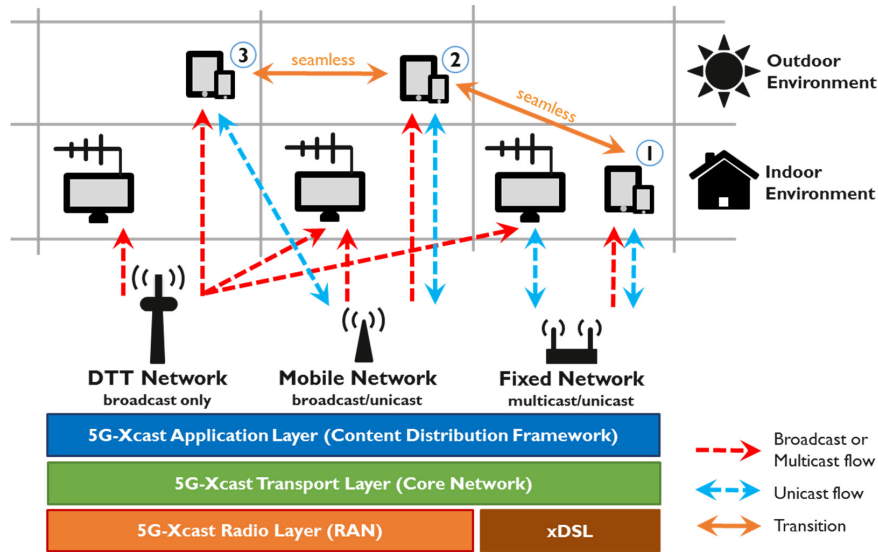 3
seamless
2
seamless
1
Outdoor
Environment
Indoor
Environment
DTT Network
broadcast only
Mobile Network
broadcast/unicast
Fixed Network
multicast/unicast
5G-Xcast Application Layer (Content Distribution Framework)
5G-Xcast Transport Layer (Core Network)
5G-Xcast Radio Layer (RAN)
xDSL
Broadcast or
Multicast flow
Unicast flow
Transition